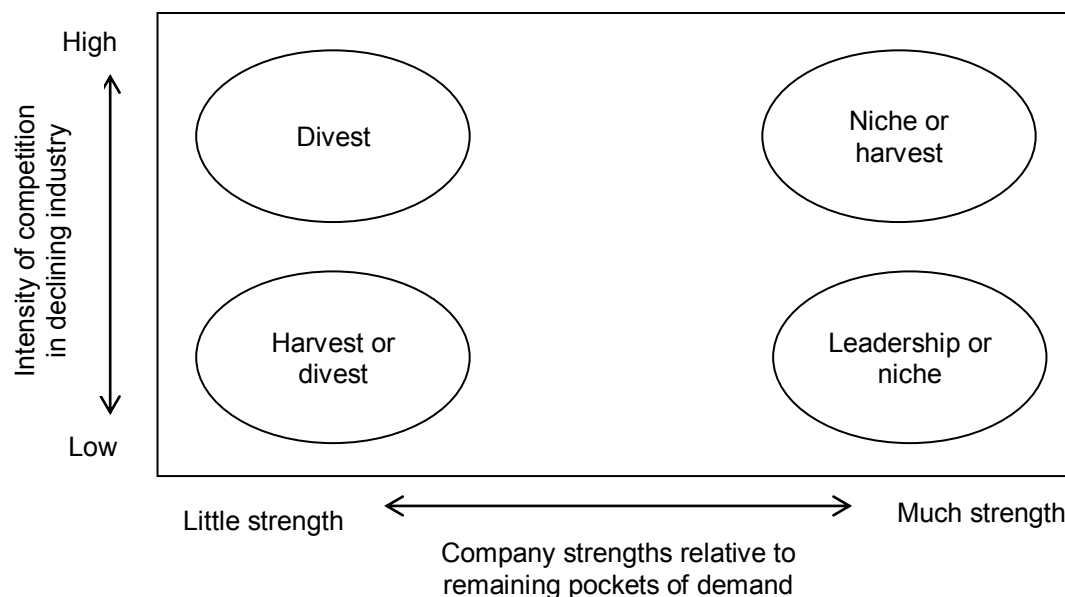 High
Divest
Niche or
harvest
Intensity of competition
in declining industry
Harvest or
divest
Leadership or
niche
Low
Little strength
Much strength
Company strengths relative to
remaining pockets of demand